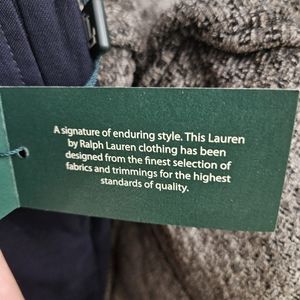 A signature of enduring style. This Lauren
by Ralph Lauren clothing has been
designed from the finest selection of
fabrics and trimmings for the highest
standards of quality.